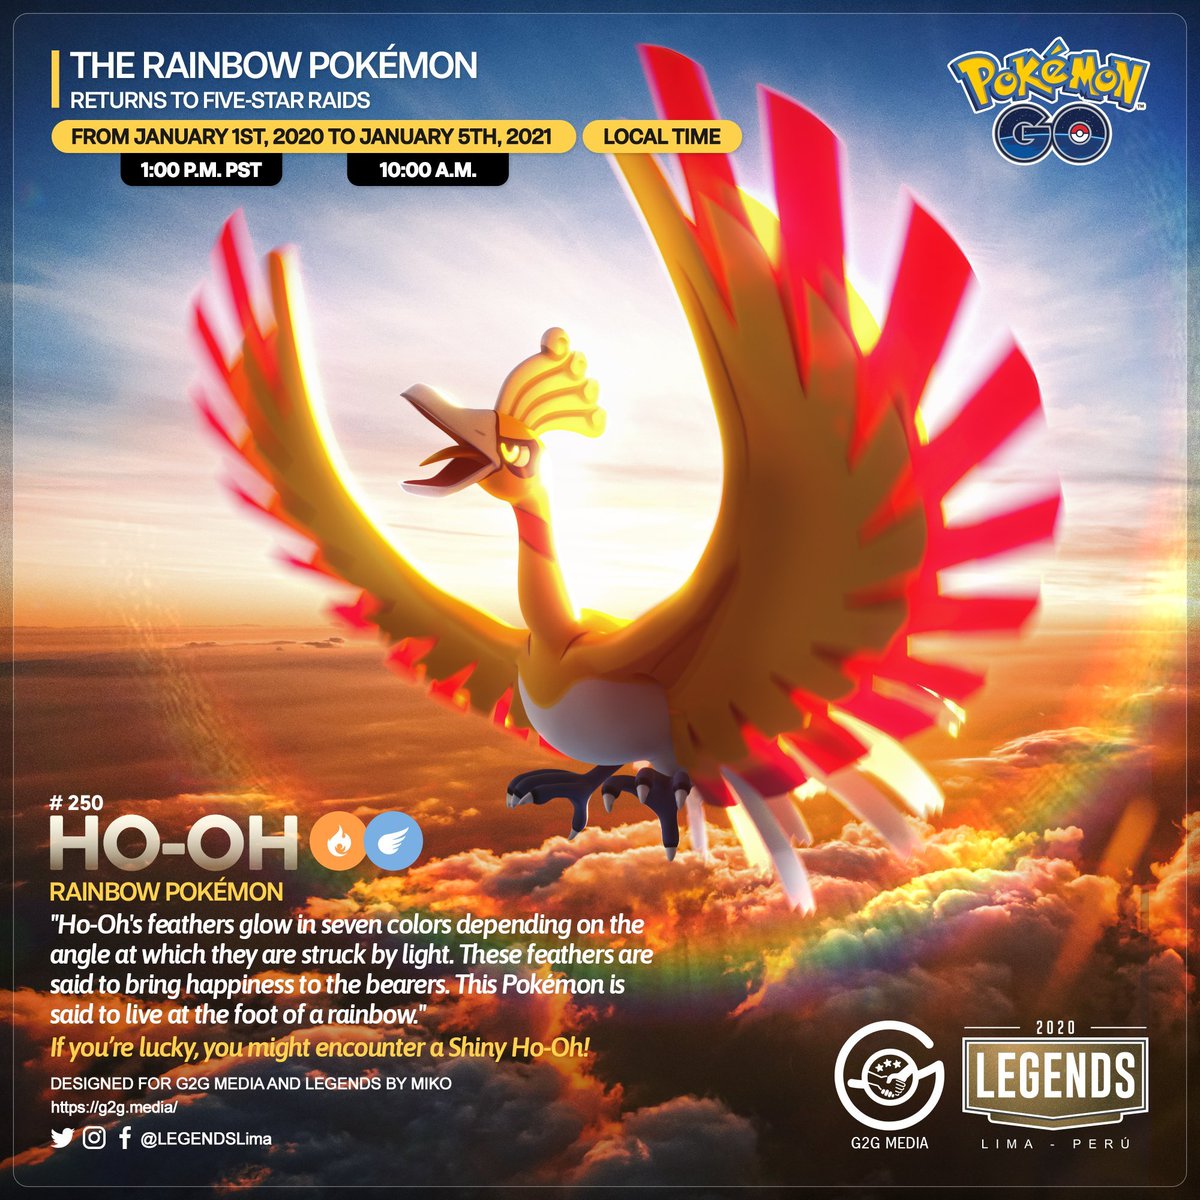 THE RAINBOW POKÉMON
RETURNS TO FIVE-STAR RAIDS
FROM JANUARY 1ST, 2020 TO JANUARY 5TH, 2021
LOCAL TIME
1:00 P.M. PST
10:00 A.M.
POKéMON
GO
TM
# 250
HO-OH
RAINBOW POKÉMON
"Ho-Oh's feathers glow in seven colors depending on the
angle at which they are struck by light. These feathers are
said to bring happiness to the bearers. This Pokémon is
said to live at the foot of a rainbow."
If you're lucky, you might encounter a Shiny Ho-Oh!
DESIGNED FOR G2G MEDIA AND LEGENDS BY MIKO
https://g2g.media/
@LEGENDSLima
G2G MEDIA
2020
LEGENDS
LIMA - PERÚ